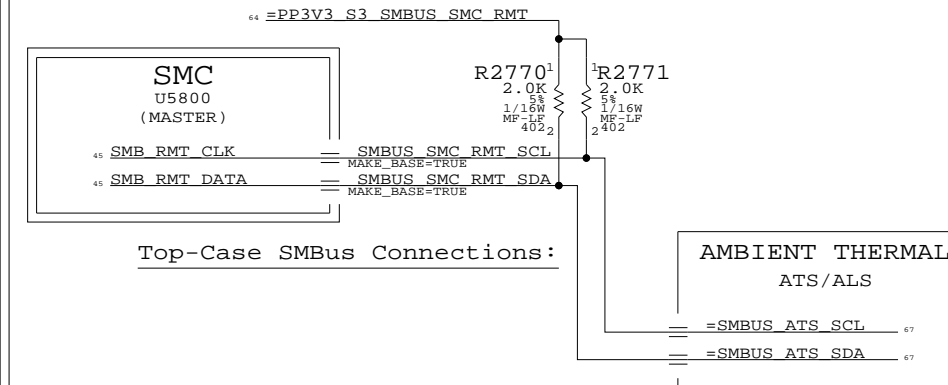 64 =PP3V3_S3_SMBUS_SMC_RMT
SMC
U5800
(MASTER)
R2770
2.0K
5%
1/16W
MF-LF
402
1
2
R2771
2.0K
5%
1/16W
MF-LF
402
1
2
45 SMB_RMT_CLK
SMBUS_SMC_RMT_SCL
MAKE_BASE=TRUE
45 SMB_RMT_DATA
SMBUS_SMC_RMT_SDA
MAKE_BASE=TRUE
Top-Case SMBus Connections:
AMBIENT THERMAL
ATS/ALS
=SMBUS_ATS_SCL 67
=SMBUS_ATS_SDA 67